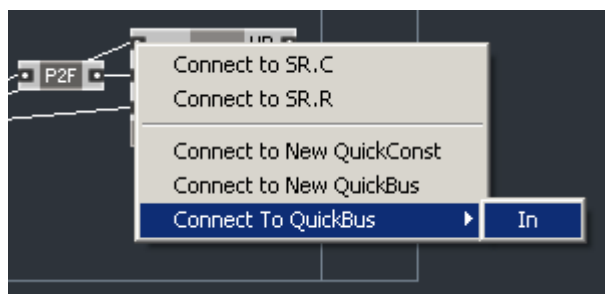 P2F
Connect to SR.C
Connect to SR.R
Connect to New QuickConst
Connect to New QuickBus
Connect To QuickBus
In